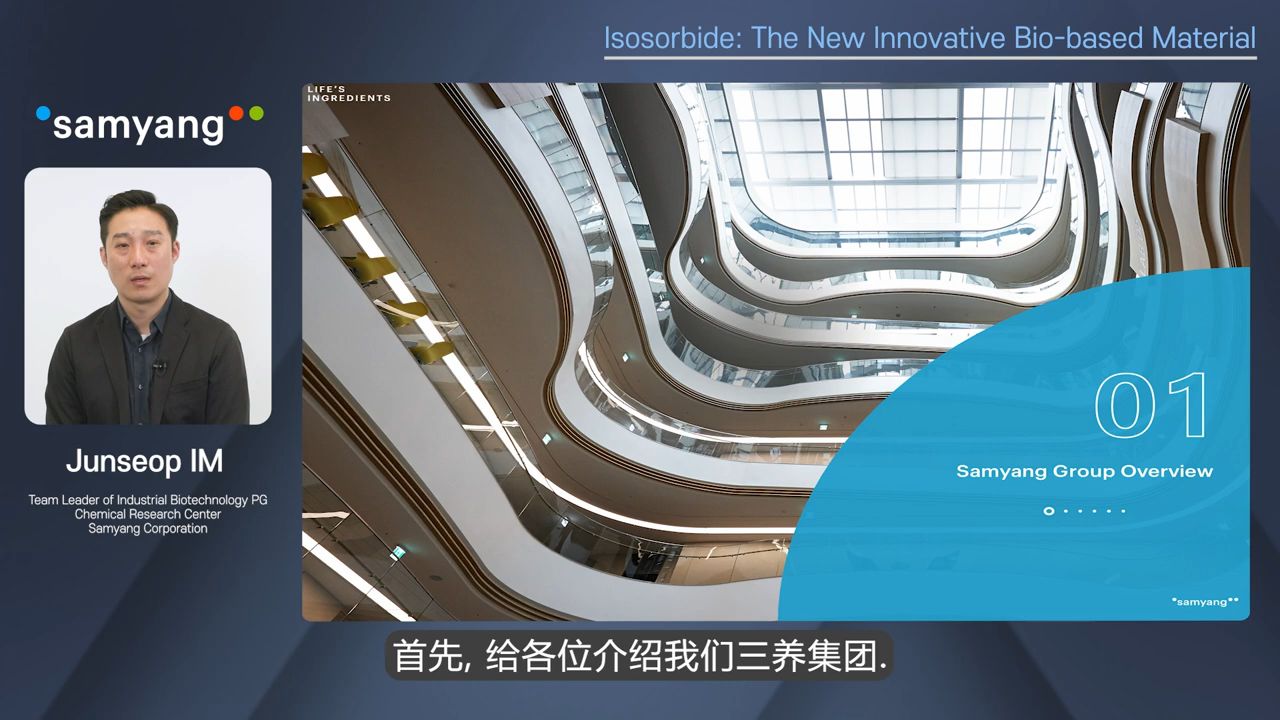 Isosorbide: The New Innovative Bio-based Material
samyang
LIFE'S
INGREDIENTS
01
Samyang Group Overview
samyang
Junseop IM
Team Leader of Industrial Biotechnology PG
Chemical Research Center
Samyang Corporation
首先, 给各位介绍我们三养集团.